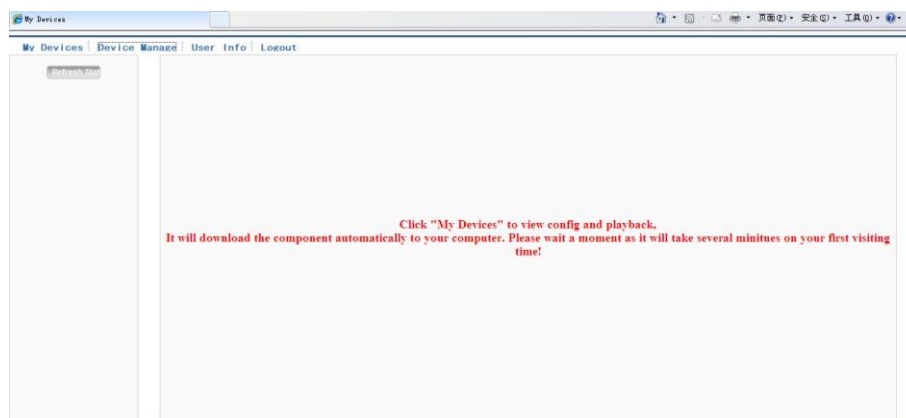 My Devices
页面(P) 安全(S) 工具(O)
My Devices Device Manage User Info Logout
Refresh Stat
Click "My Devices" to view config and playback,
It will download the component automatically to your computer. Please wait a moment as it will take several minitues on your first visiting
time!